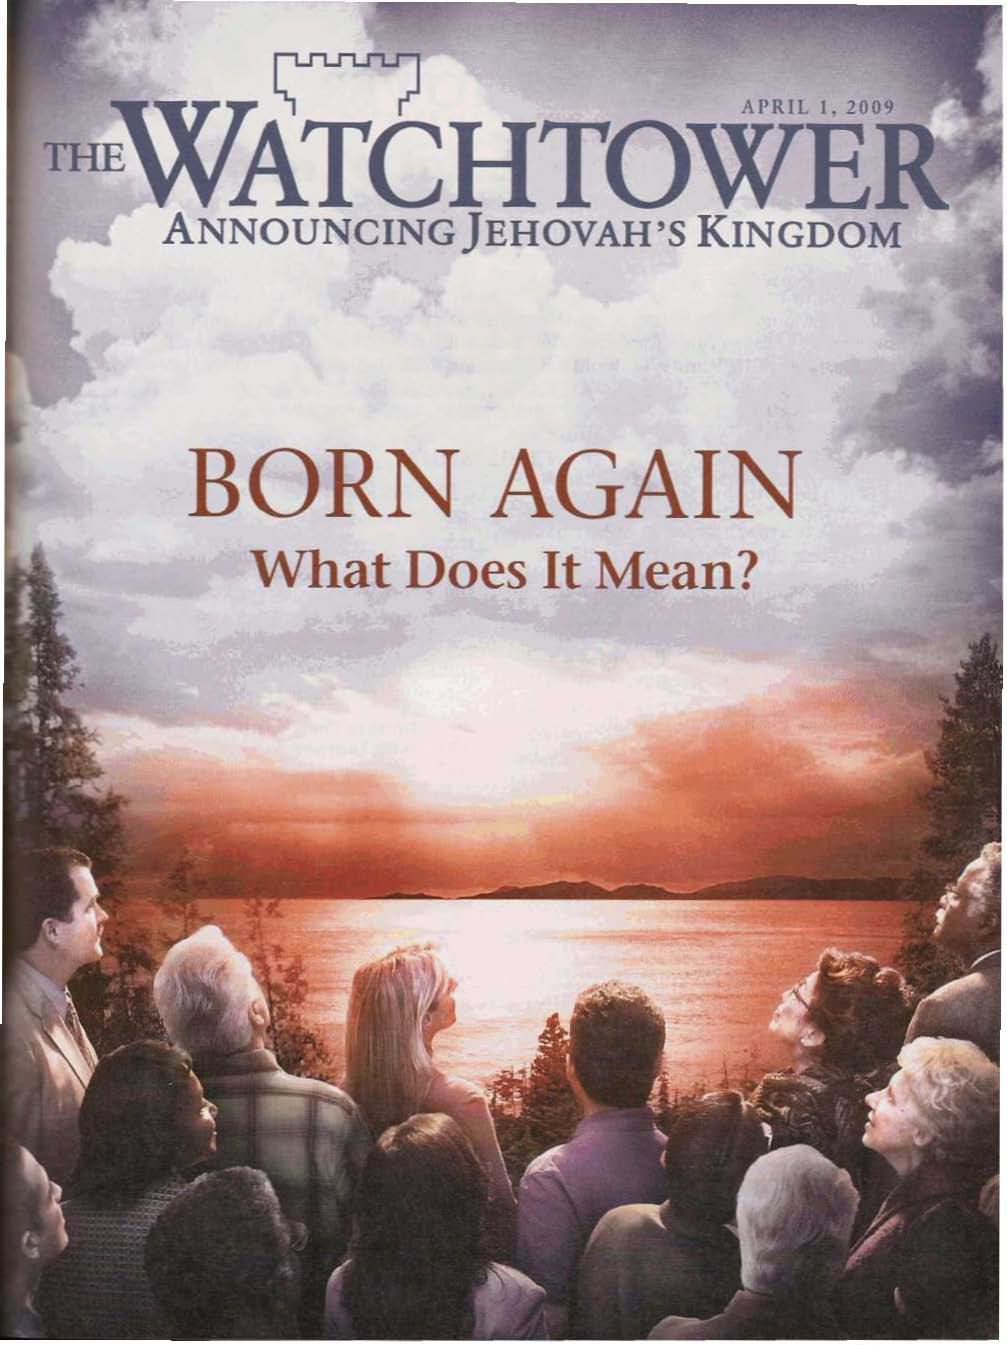 APRIL 1, 2009
THE WATCHTOWER
ANNOUNCING JEHOVAH'S KINGDOM
BORN AGAIN
What Does It Mean?